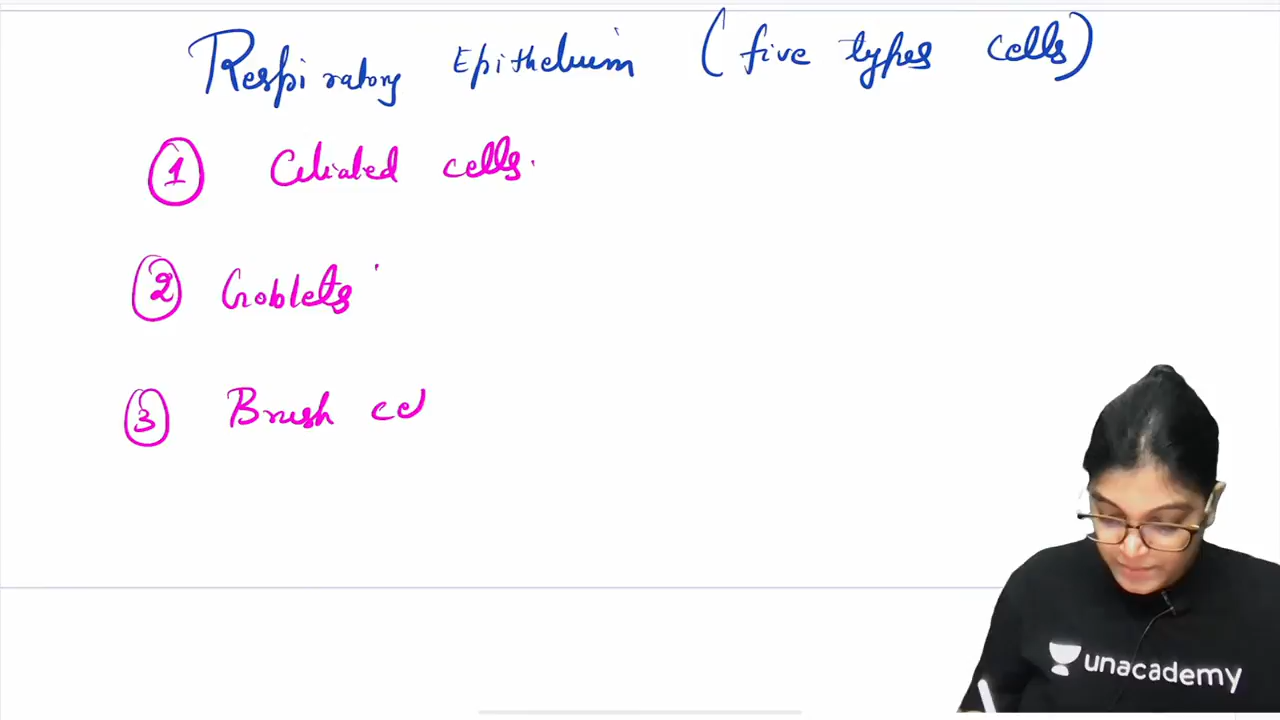 Respiratory Epithelium (five types cells)
1 Ciliated cells.
2 Goblets
3 Brush cel
unacademy